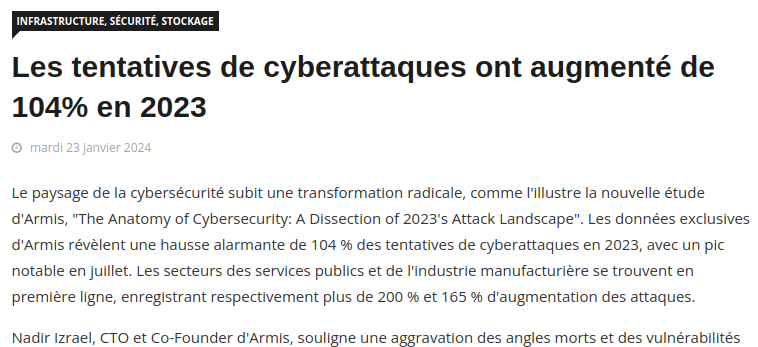 INFRASTRUCTURE, SÉCURITÉ, STOCKAGE
Les tentatives de cyberattaques ont augmenté de
104% en 2023
mardi 23 janvier 2024
Le paysage de la cybersécurité subit une transformation radicale, comme l'illustre la nouvelle étude
d'Armis, "The Anatomy of Cybersecurity: A Dissection of 2023's Attack Landscape". Les données exclusives
d'Armis révèlent une hausse alarmante de 104 % des tentatives de cyberattaques en 2023, avec un pic
notable en juillet. Les secteurs des services publics et de l'industrie manufacturière se trouvent en
première ligne, enregistrant respectivement plus de 200 % et 165 % d'augmentation des attaques.
Nadir Izrael, CTO et Co-Founder d'Armis, souligne une aggravation des angles morts et des vulnérabilités